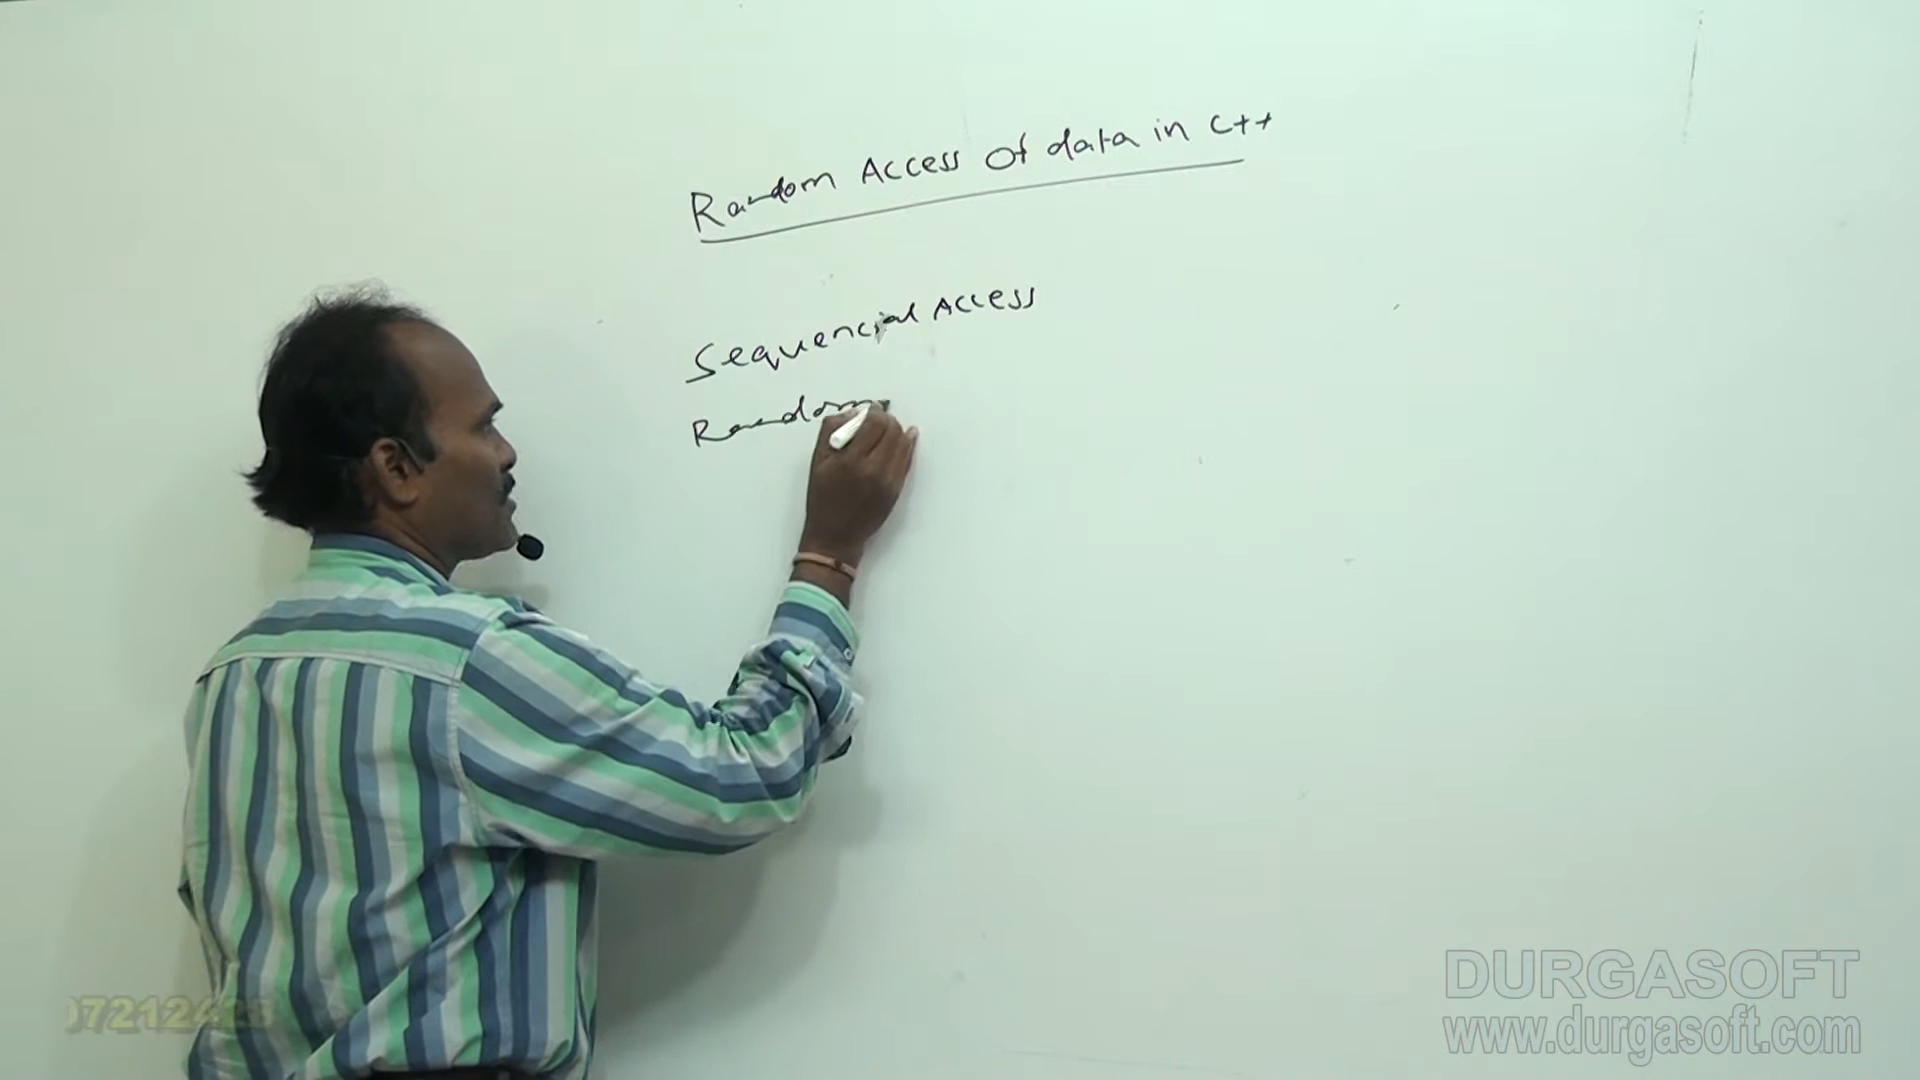 Random Access Of data in C++
Sequencial Access
Random
DURGASOFT
www.durgasoft.com